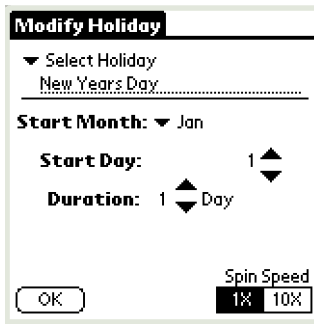 Modify Holiday
Select Holiday
New Years Day
Start Month: Jan
Start Day: 1
Duration: 1 Day
Spin Speed
OK 1X 10X